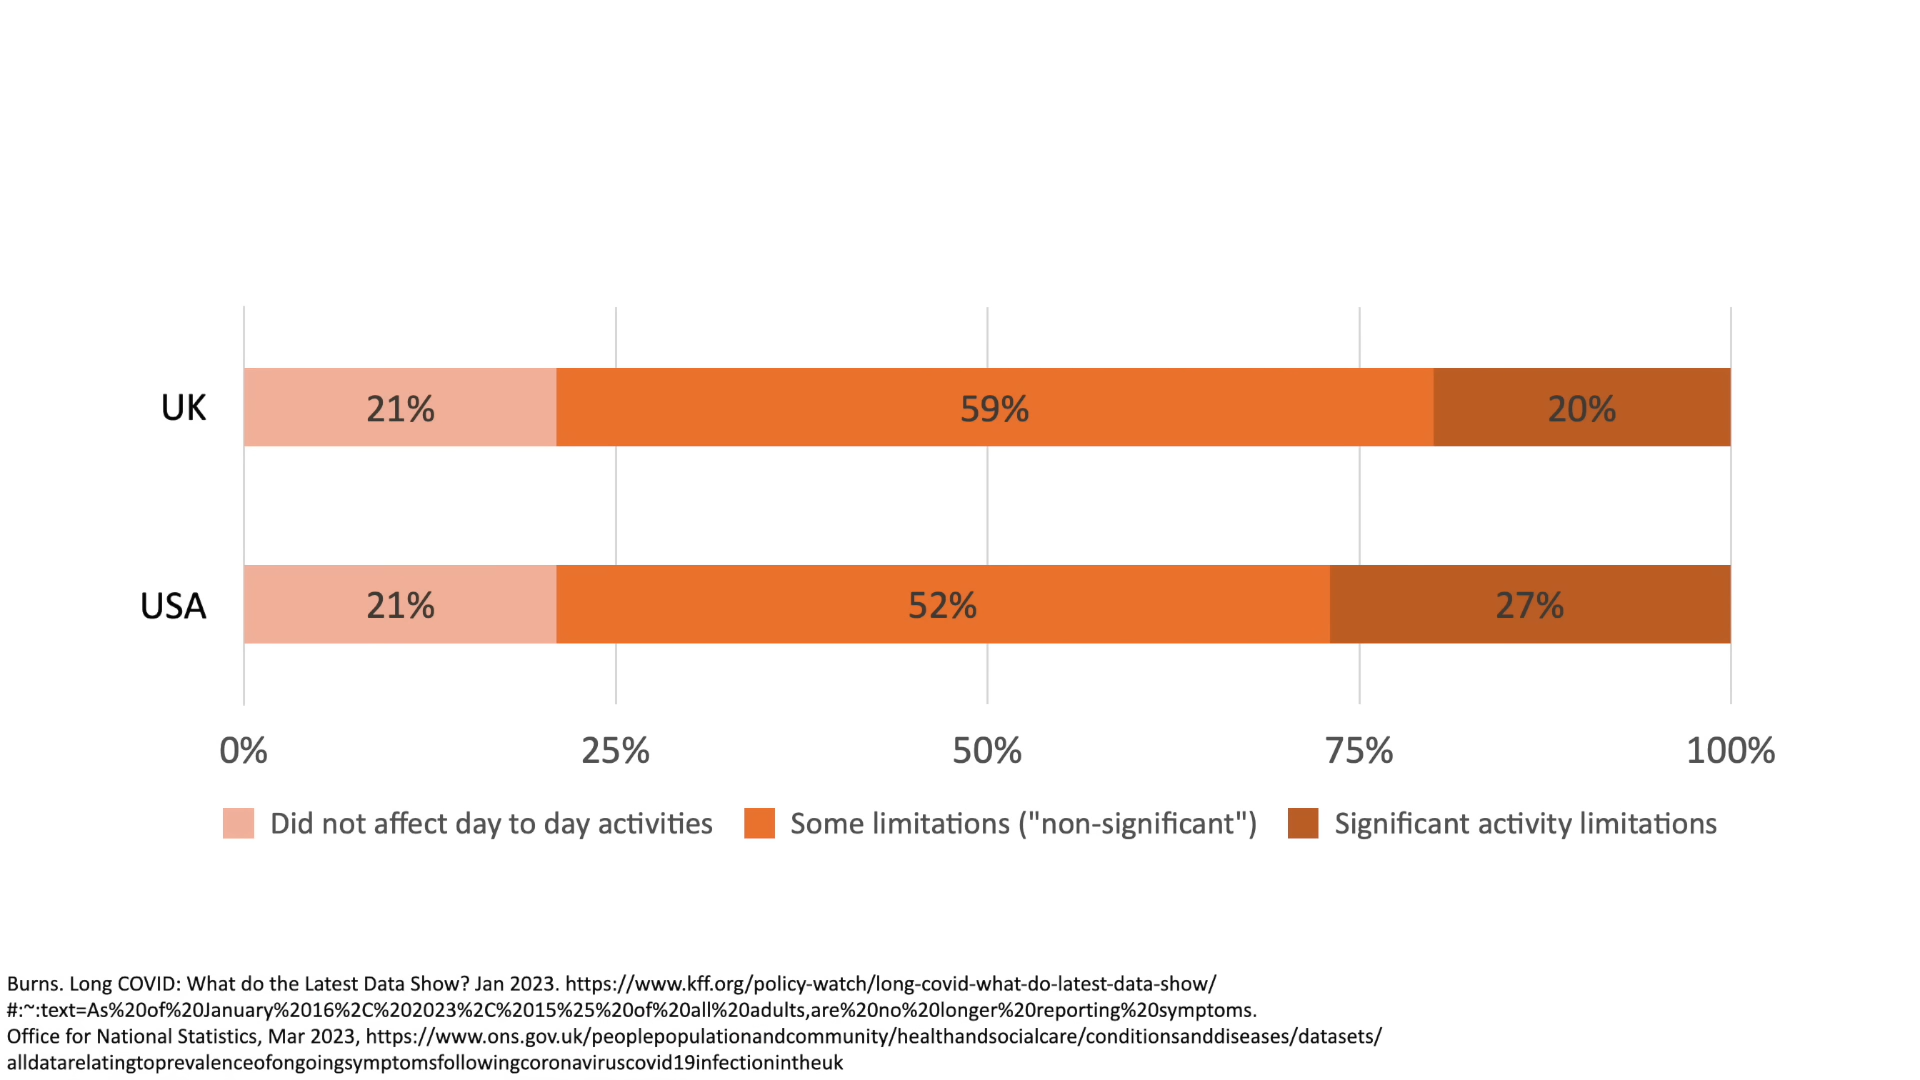 UK
21%
59%
20%
USA
21%
52%
27%
0%
25%
50%
75%
100%
Did not affect day to day activities
Some limitations ("non-significant")
Significant activity limitations
Burns. Long COVID: What do the Latest Data Show? Jan 2023. https://www.kff.org/policy-watch/long-covid-what-do-latest-data-show/
#:~:text=As%20of%20January%2016%2C%202023%2C%2015%25%20of%20all%20adults,are%20no%20longer%20reporting%20symptoms.
Office for National Statistics, Mar 2023, https://www.ons.gov.uk/peoplepopulationandcommunity/healthandsocialcare/conditionsanddiseases/datasets/
alldatarelatingtoprevalenceofongoingsymptomsfollowingcoronaviruscovid19infectionintheuk